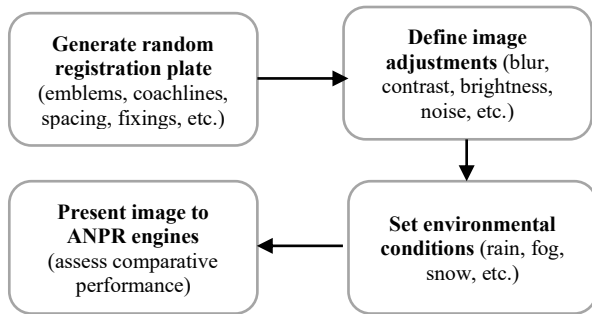 Generate random
registration plate
(emblems, coachlines,
spacing, fixings, etc.)
Define image
adjustments (blur,
contrast, brightness,
noise, etc.)
Set environmental
conditions (rain, fog,
snow, etc.)
Present image to
ANPR engines
(assess comparative
performance)